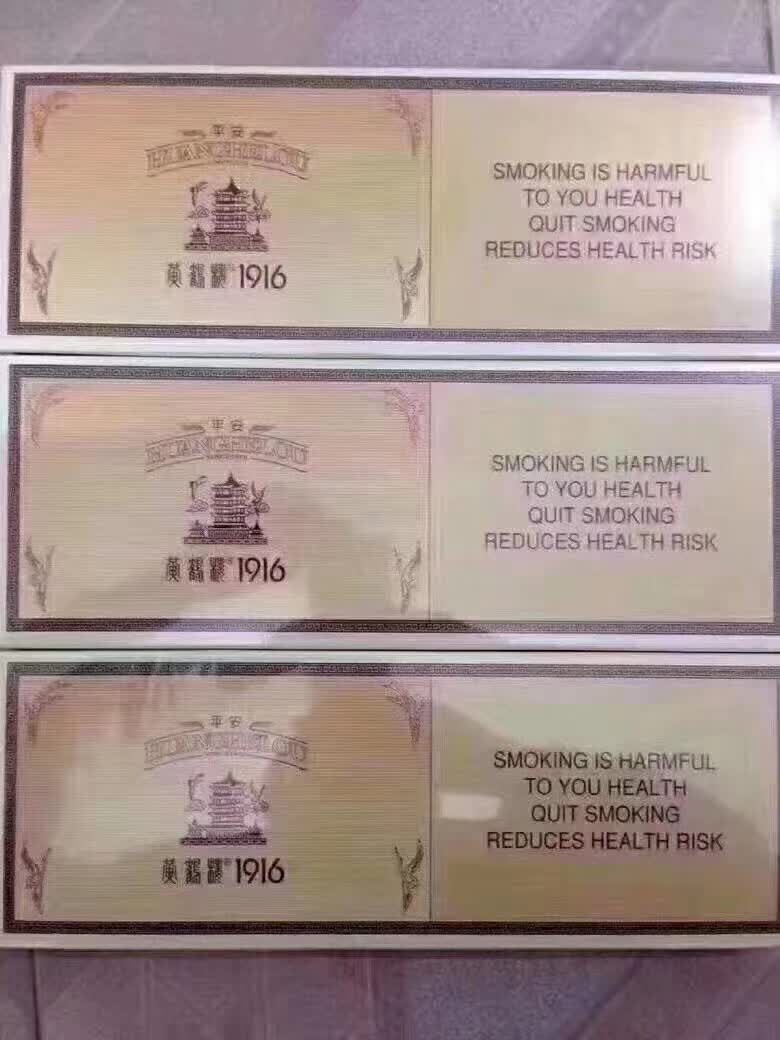 平安
HUANGHELOU
黄鹤楼 1916
SMOKING IS HARMFUL
TO YOU HEALTH
QUIT SMOKING
REDUCES HEALTH RISK
平安
HUANGHELOU
黄鹤楼 1916
SMOKING IS HARMFUL
TO YOU HEALTH
QUIT SMOKING
REDUCES HEALTH RISK
平安
HUANGHELOU
黄鹤楼 1916
SMOKING IS HARMFUL
TO YOU HEALTH
QUIT SMOKING
REDUCES HEALTH RISK